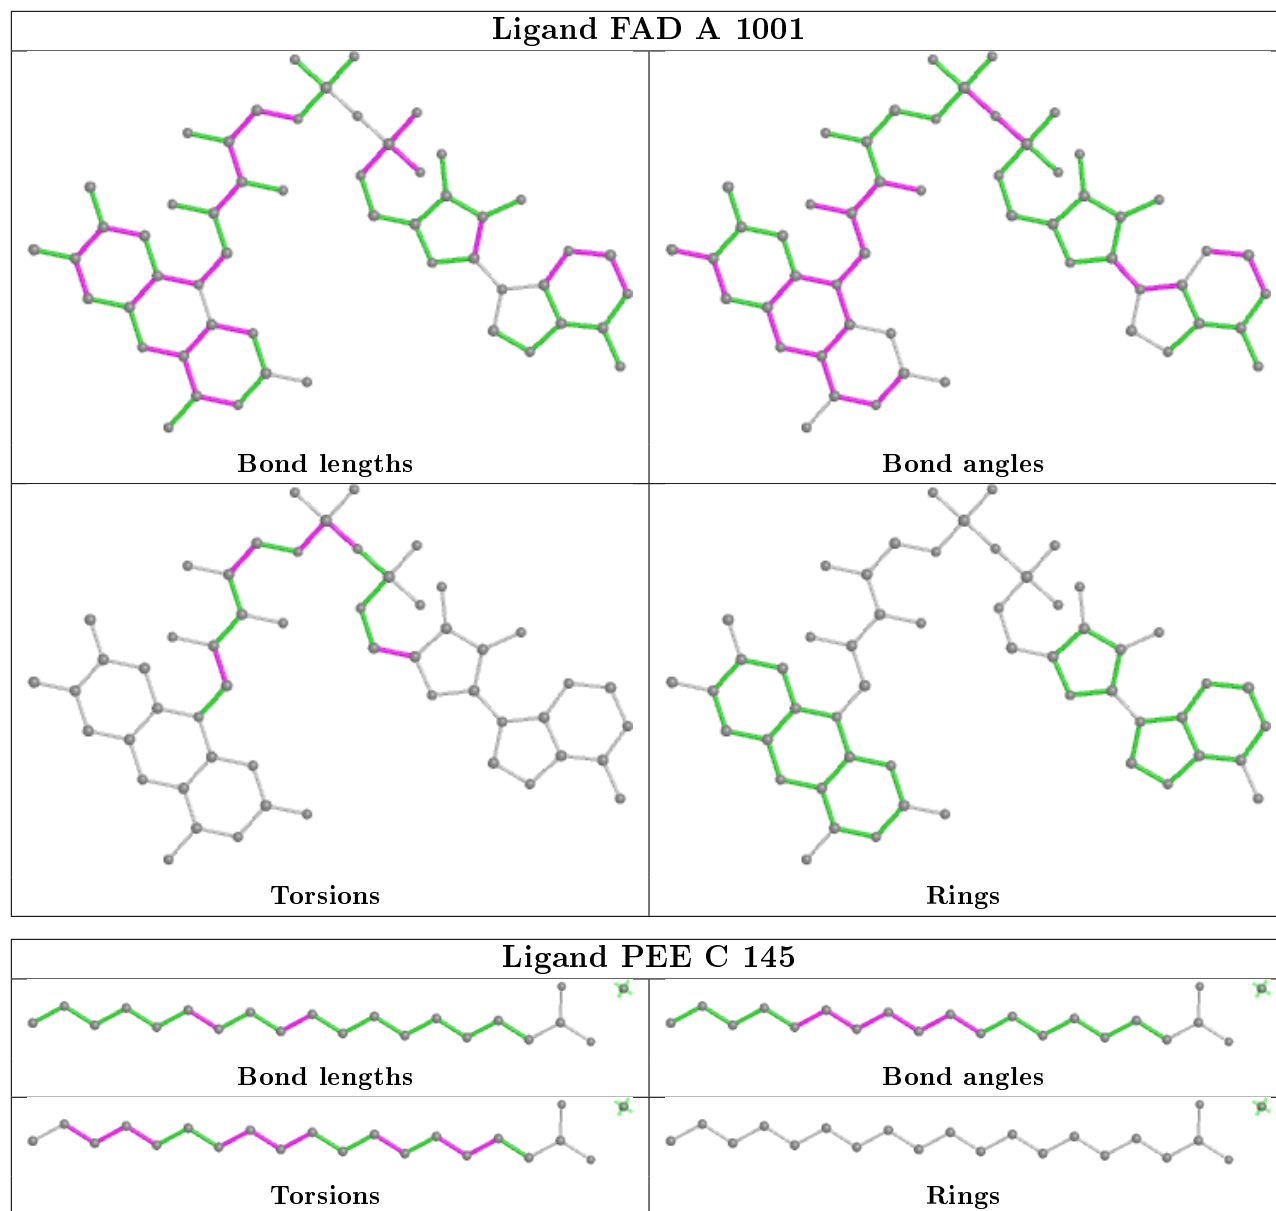 Ligand FAD A 1001
Bond lengths
Bond angles
Torsions
Rings
Ligand PEE C 145
Bond lengths
Bond angles
Torsions
Rings